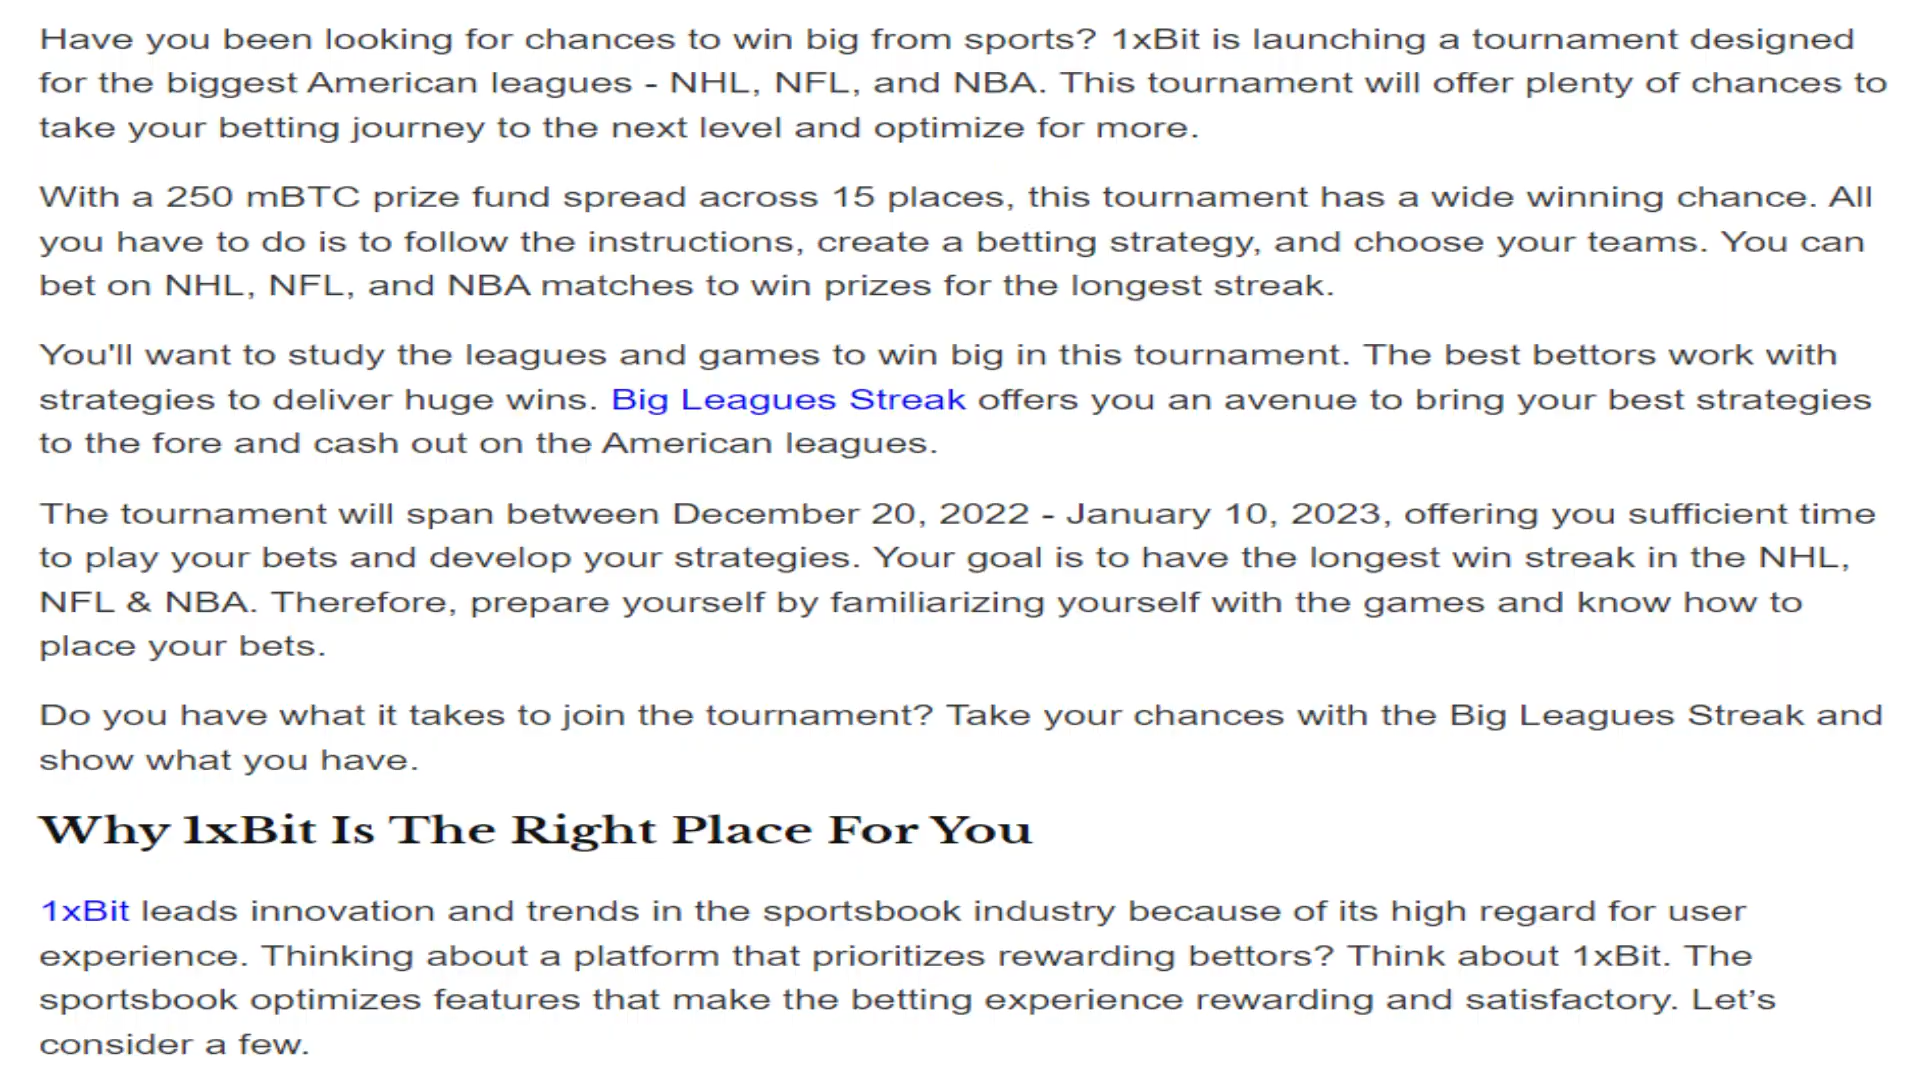 Have you been looking for chances to win big from sports? 1xBit is launching a tournament designed
for the biggest American leagues - NHL, NFL, and NBA. This tournament will offer plenty of chances to
take your betting journey to the next level and optimize for more.
With a 250 mBTC prize fund spread across 15 places, this tournament has a wide winning chance. All
you have to do is to follow the instructions, create a betting strategy, and choose your teams. You can
bet on NHL, NFL, and NBA matches to win prizes for the longest streak.
You'll want to study the leagues and games to win big in this tournament. The best bettors work with
strategies to deliver huge wins. Big Leagues Streak offers you an avenue to bring your best strategies
to the fore and cash out on the American leagues.
The tournament will span between December 20, 2022 - January 10, 2023, offering you sufficient time
to play your bets and develop your strategies. Your goal is to have the longest win streak in the NHL,
NFL & NBA. Therefore, prepare yourself by familiarizing yourself with the games and know how to
place your bets.
Do you have what it takes to join the tournament? Take your chances with the Big Leagues Streak and
show what you have.
Why 1xBit Is The Right Place For You
1xBit leads innovation and trends in the sportsbook industry because of its high regard for user
experience. Thinking about a platform that prioritizes rewarding bettors? Think about 1xBit. The
sportsbook optimizes features that make the betting experience rewarding and satisfactory. Let’s
consider a few.